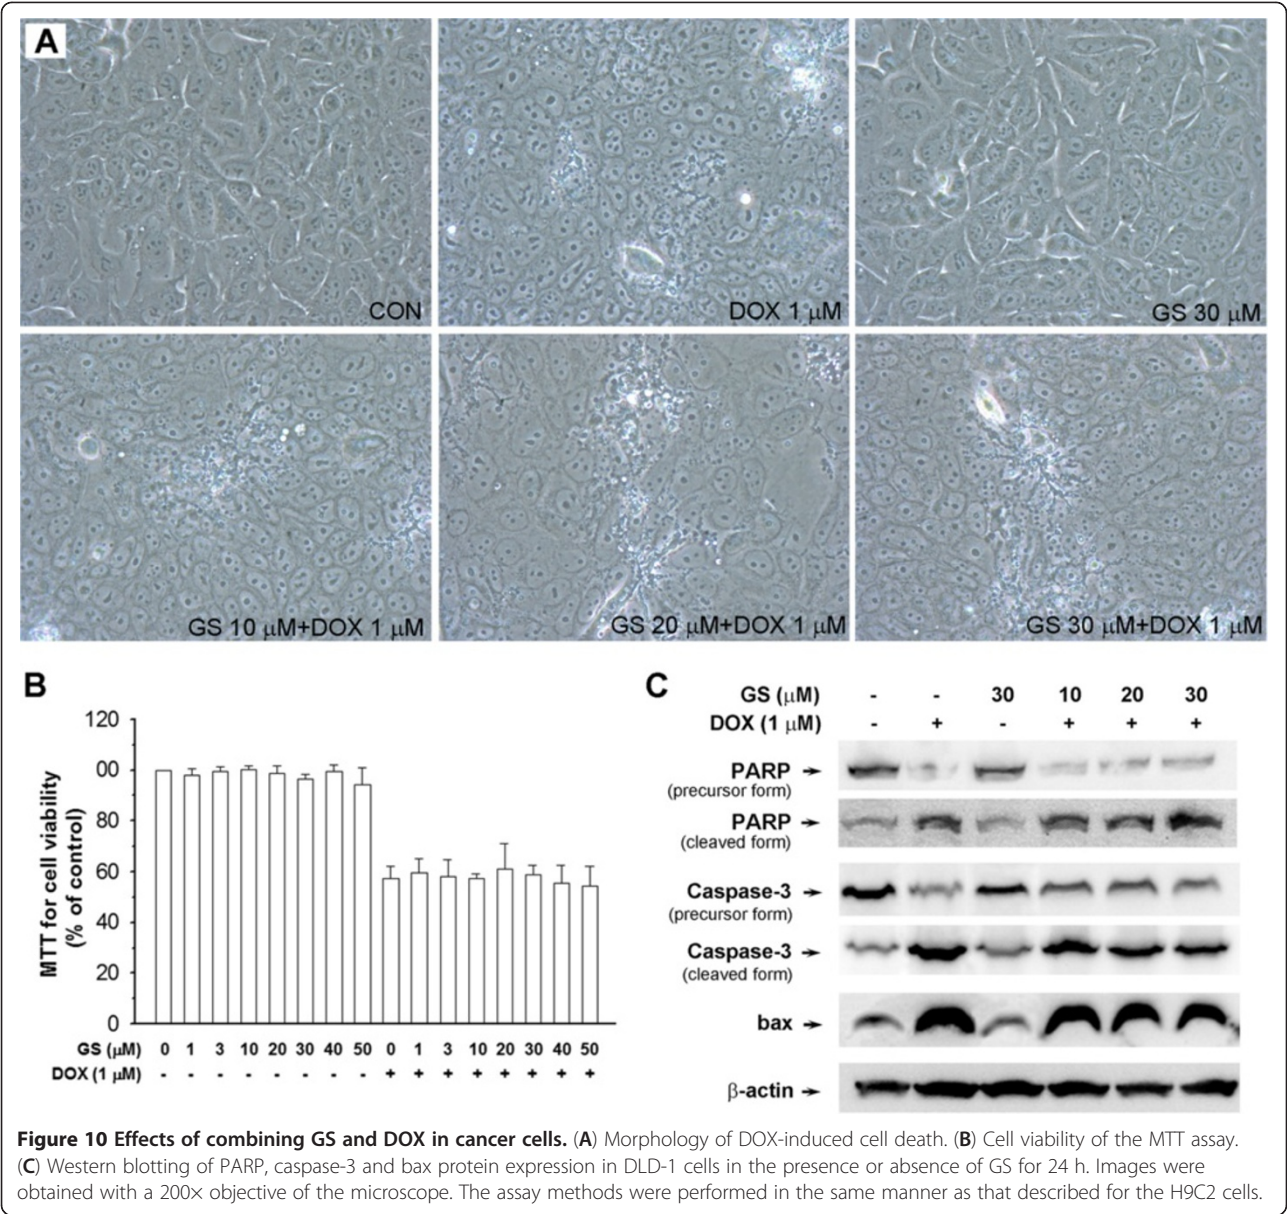 A
CON
DOX 1 μM
GS 30 μM
GS 10 μM+DOX 1 μM
GS 20 μM+DOX 1 μM
GS 30 μM+DOX 1 μM
B
MTT for cell viability
(% of control)
120
00
80
60
40
20
0
GS (μM) 0 1 3 10 20 30 40 50 0 1 3 10 20 30 40 50
DOX (1 μM) - - - - - - - - + + + + + + + +
C
GS (μM) - - 30 10 20 30
DOX (1 μM) - + - + + +
PARP
(precursor form)
PARP
(cleaved form)
Caspase-3
(precursor form)
Caspase-3
(cleaved form)
bax
β-actin
Figure 10 Effects of combining GS and DOX in cancer cells. (A) Morphology of DOX-induced cell death. (B) Cell viability of the MTT assay.
(C) Western blotting of PARP, caspase-3 and bax protein expression in DLD-1 cells in the presence or absence of GS for 24 h. Images were
obtained with a 200× objective of the microscope. The assay methods were performed in the same manner as that described for the H9C2 cells.